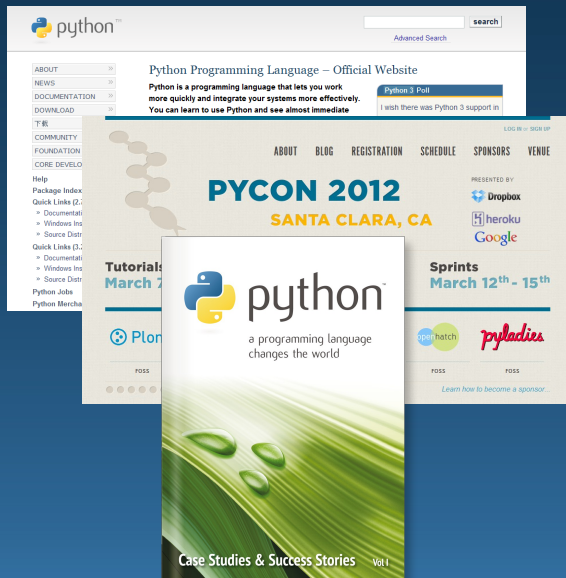 python™
search
Advanced Search
ABOUT
NEWS
DOCUMENTATION
DOWNLOAD
下载
COMMUNITY
FOUNDATION
CORE DEVELO
Help
Package Index
Quick Links (2.7
» Documentati
» Windows Ins
» Source Distr
Quick Links (3.
» Documentati
» Windows Ins
» Source Distr
Python Jobs
Python Mercha
Python Programming Language – Official Website
Python is a programming language that lets you work
more quickly and integrate your systems more effectively.
You can learn to use Python and see almost immediate
Python 3 Poll
I wish there was Python 3 support in
LOG IN or SIGN UP
ABOUT BLOG REGISTRATION SCHEDULE SPONSORS VENUE
PYCON 2012
SANTA CLARA, CA
PRESENTED BY
Dropbox
heroku
Google
Tutorials
March 7
Sprints
March 12th - 15th
Plon
openhatch
pyladies
FOSS
FOSS
FOSS
Learn how to become a sponsor...
python™
a programming language
changes the world
Case Studies & Success Stories Vol I